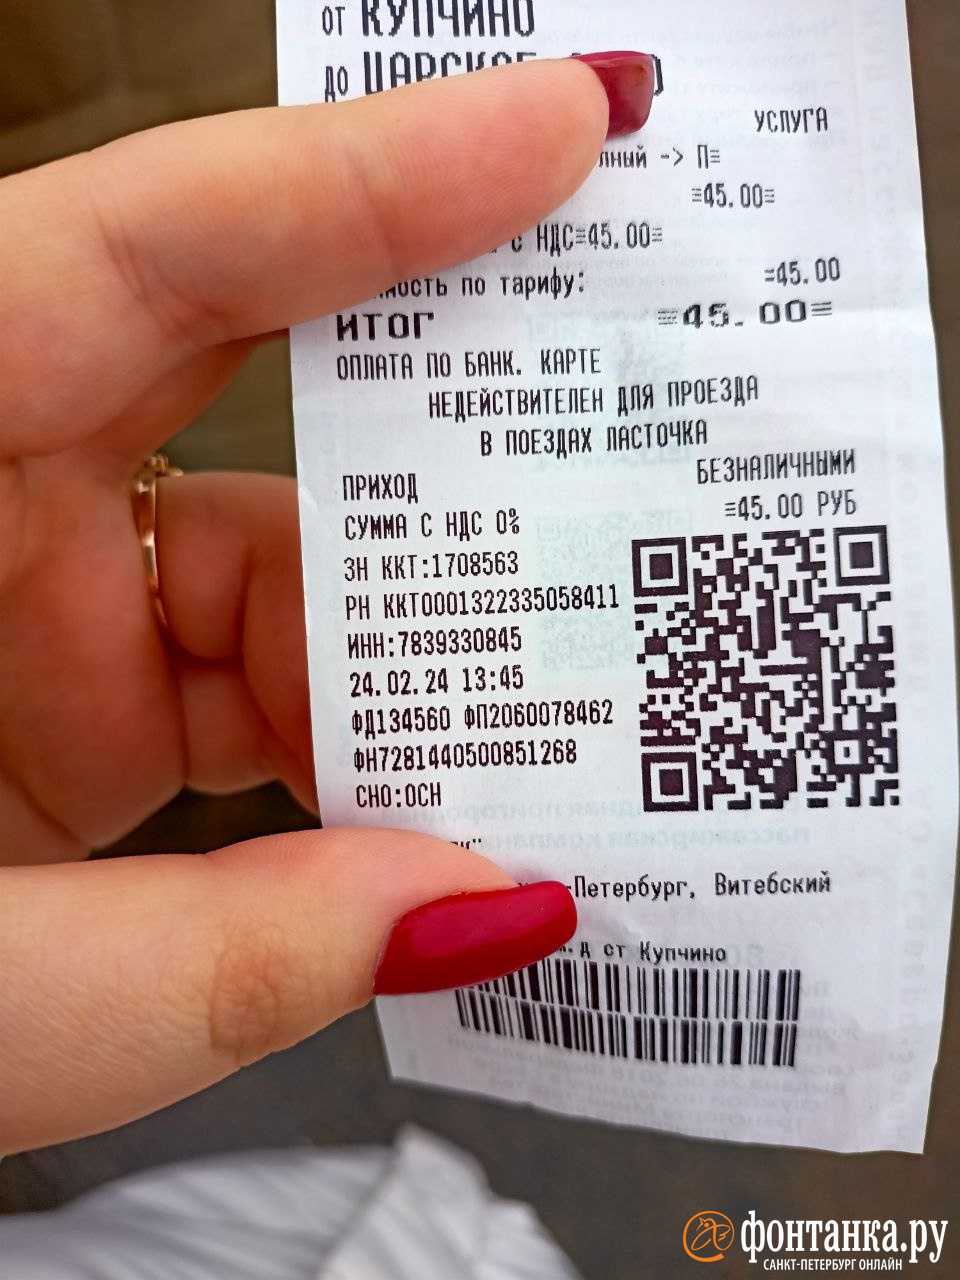 от КУПЧИНО
до ЦАРСКОЕ
УСЛУГА
-> П≡
≡45.00≡
с НДС≡45.00≡
по тарифу: ≡45.00
ИТОГ ≡45.00≡
ОПЛАТА ПО БАНК. КАРТЕ
НЕДЕЙСТВИТЕЛЕН ДЛЯ ПРОЕЗДА
В ПОЕЗДАХ ЛАСТОЧКА
ПРИХОД БЕЗНАЛИЧНЫМИ
СУММА С НДС 0% ≡45.00 РУБ
ЗН ККТ:1708563
РН ККТ0001322335058411
ИНН:7839330845
24.02.24 13:45
ФД134560 ФП2060078462
ФН7281440500851268
СНО:ОСН
-Петербург, Витебский
.д ст Купчино
ФОНТАНКА.РУ
САНКТ-ПЕТЕРБУРГ ОНЛАЙН